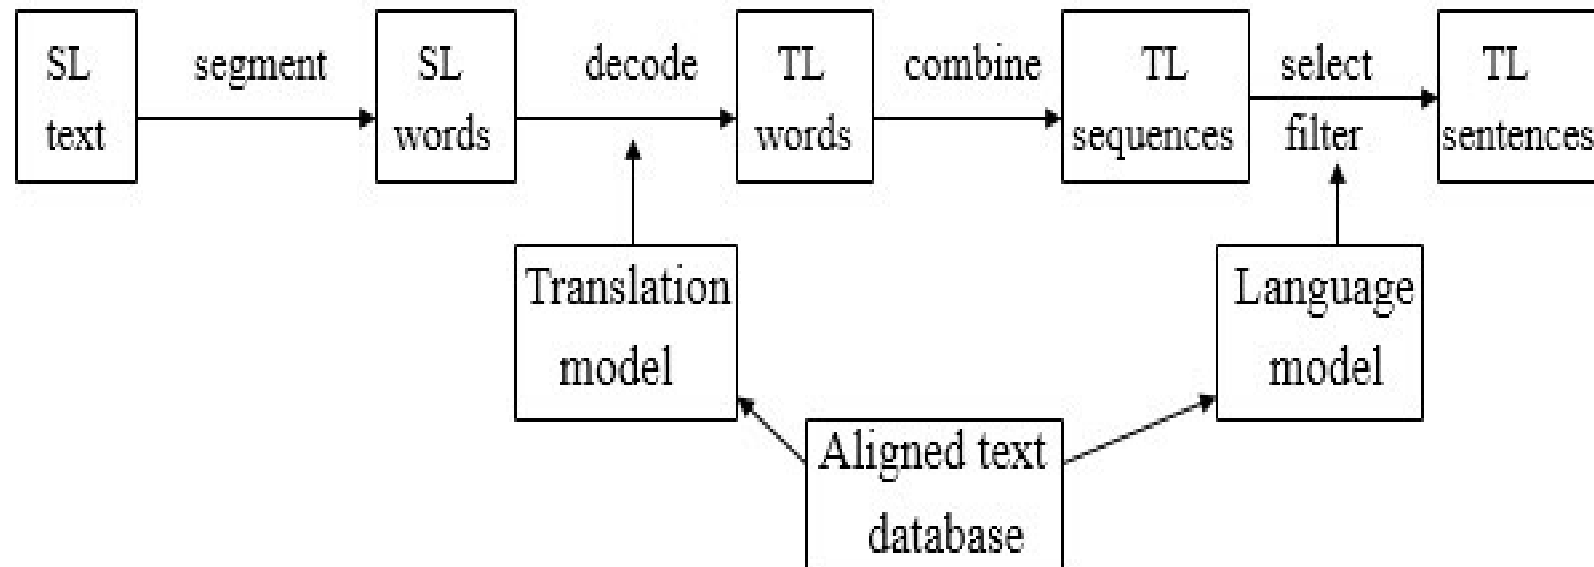 SL
text
segment
SL
words
decode
TL
words
combine
TL
sequences
select
filter
TL
sentences
Translation
model
Language
model
Aligned text
database